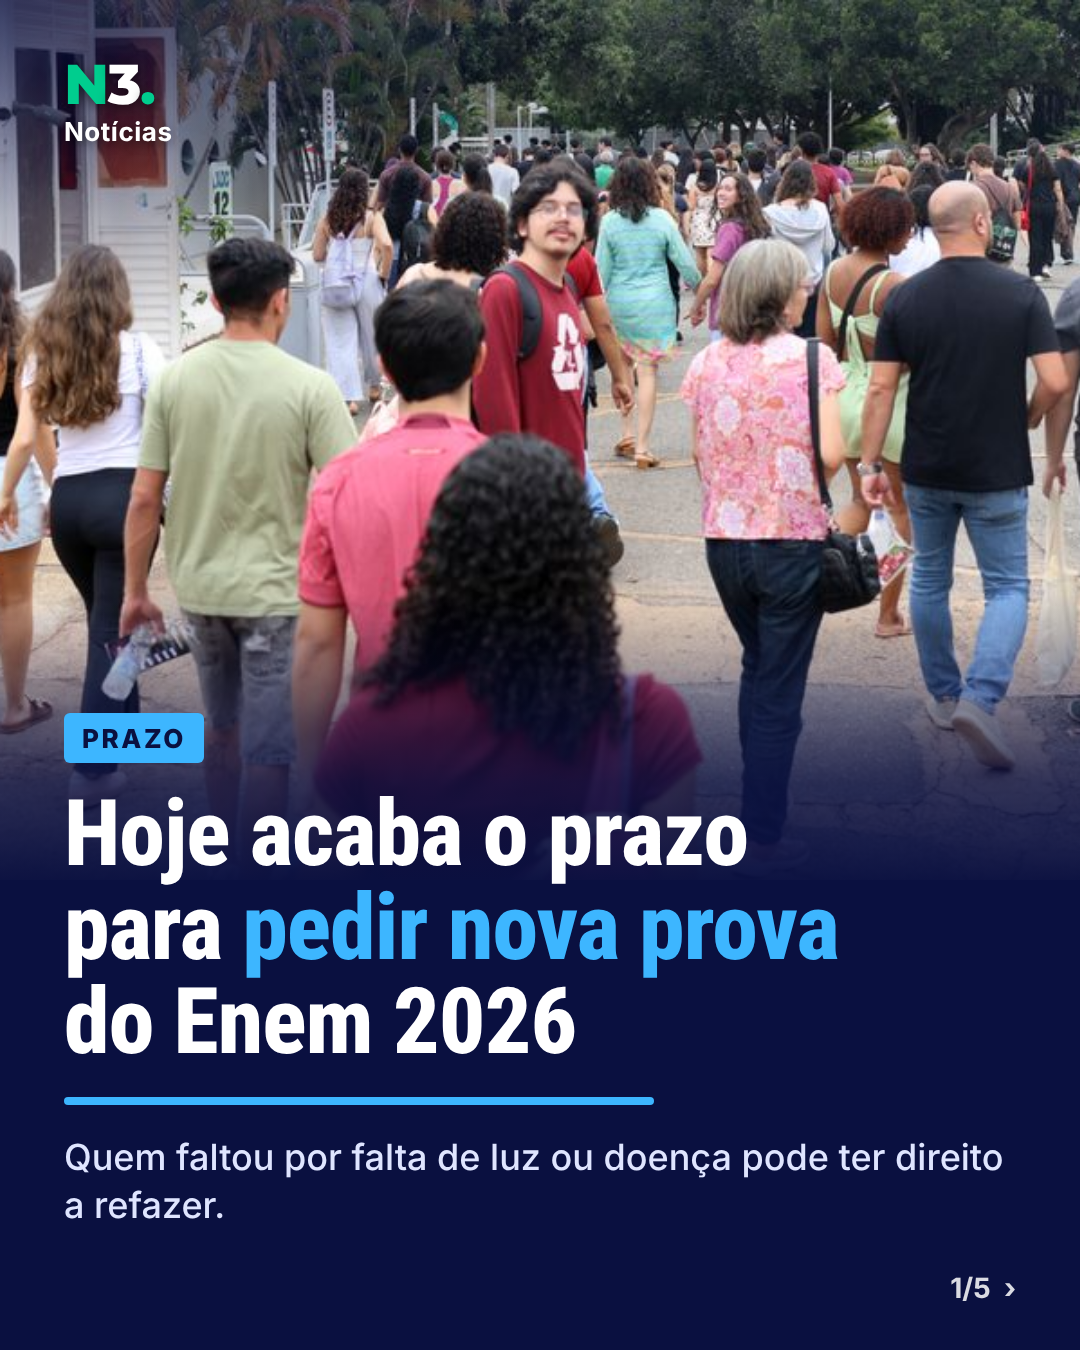 N3.
Notícias
12
PRAZO
Hoje acaba o prazo
para pedir nova prova
do Enem 2026
Quem faltou por falta de luz ou doença pode ter direito
a refazer.
1/5 ›